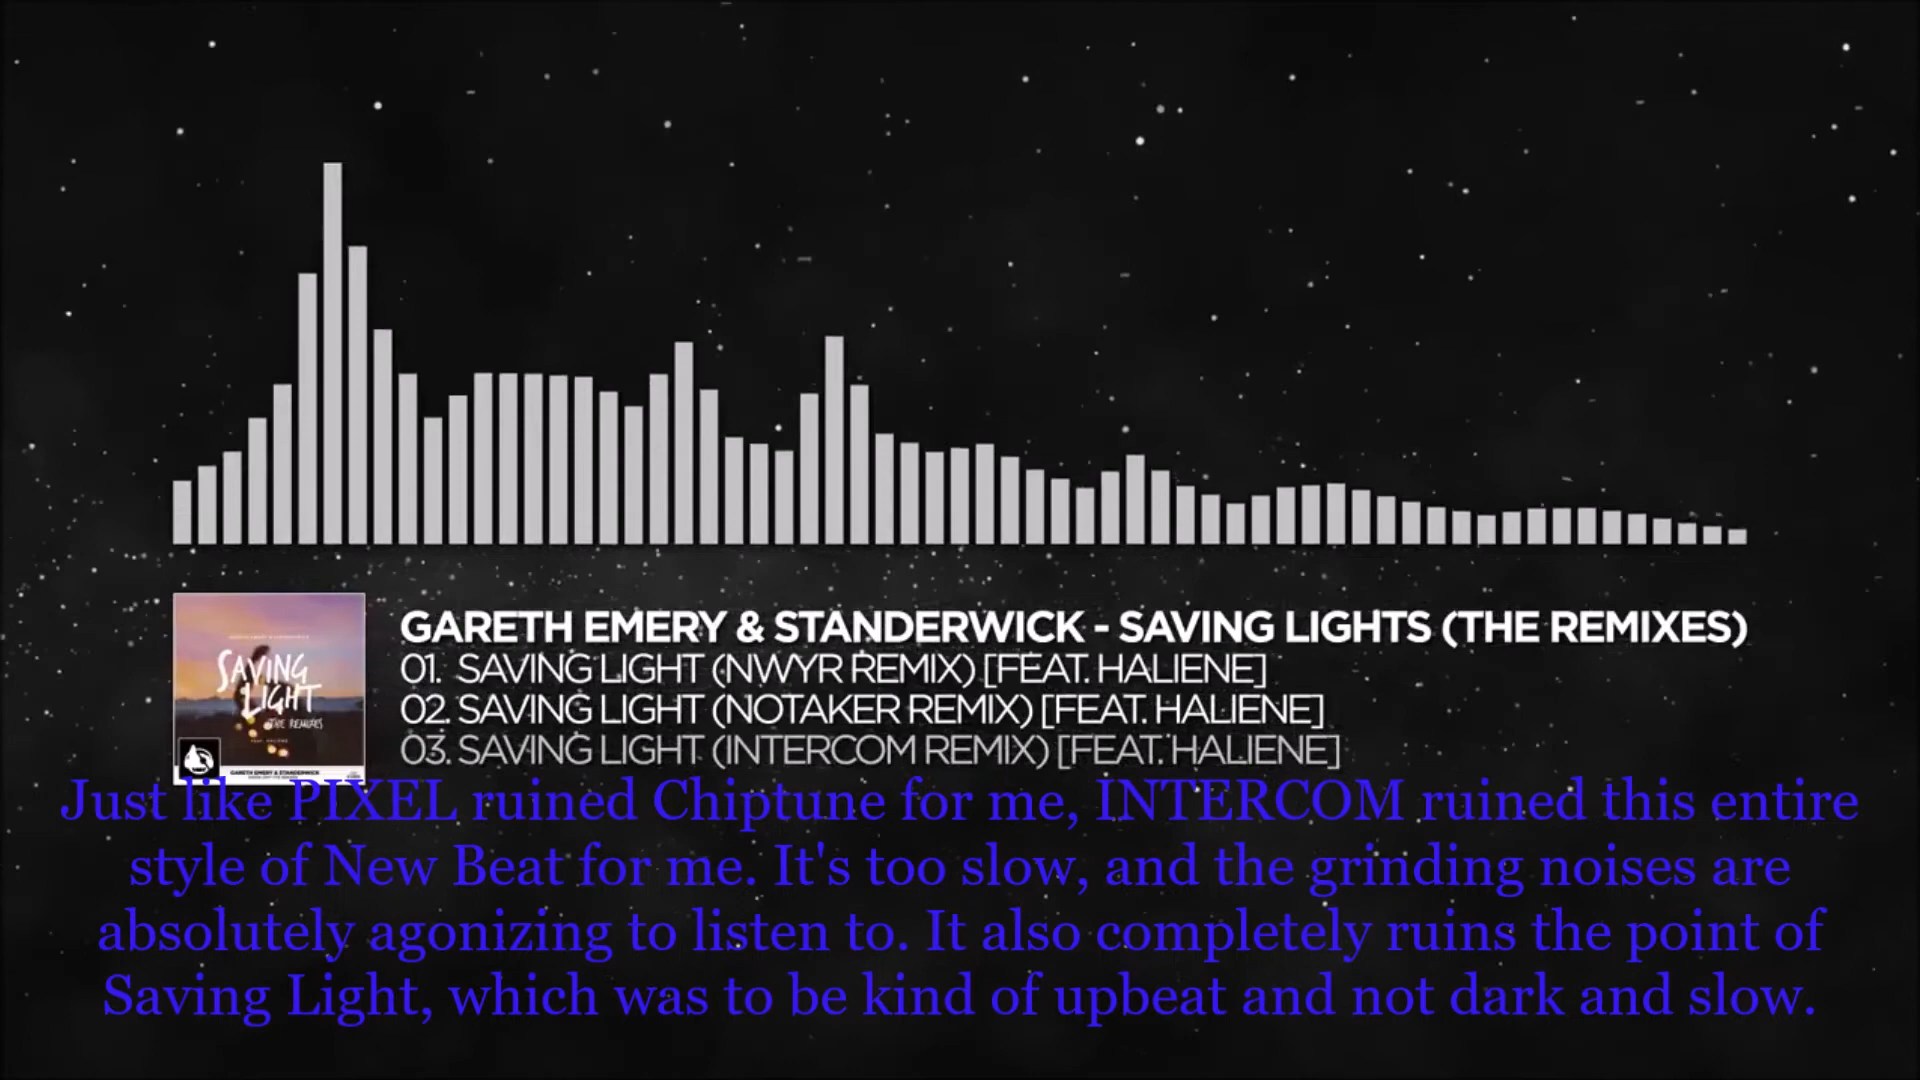 GARETH EMERY & STANDERWICK - SAVING LIGHTS (THE REMIXES)
01. SAVING LIGHT (NWYR REMIX) [FEAT. HALIENE]
02. SAVING LIGHT (NOTAKER REMIX) [FEAT. HALIENE]
03. SAVING LIGHT (INTERCOM REMIX) [FEAT. HALIENE]
SAVING
LIGHT
THE REMIXES
GARETH EMERY & STANDERWICK
Just like PIXEL ruined Chiptune for me, INTERCOM ruined this entire
style of New Beat for me. It's too slow, and the grinding noises are
absolutely agonizing to listen to. It also completely ruins the point of
Saving Light, which was to be kind of upbeat and not dark and slow.